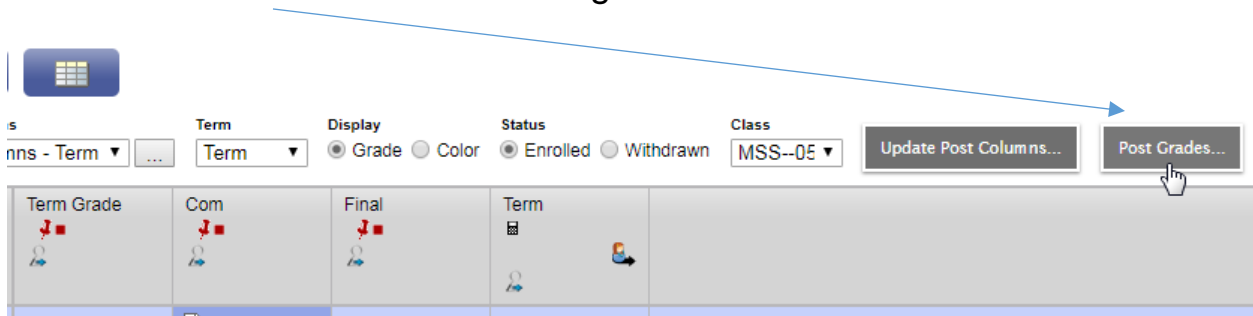 Term Display Status Class
Term ▼ ... Term ▼ Grade Color Enrolled Withdrawn MSS--05 ▼ Update Post Columns... Post Grades...
Term Grade Com Final Term